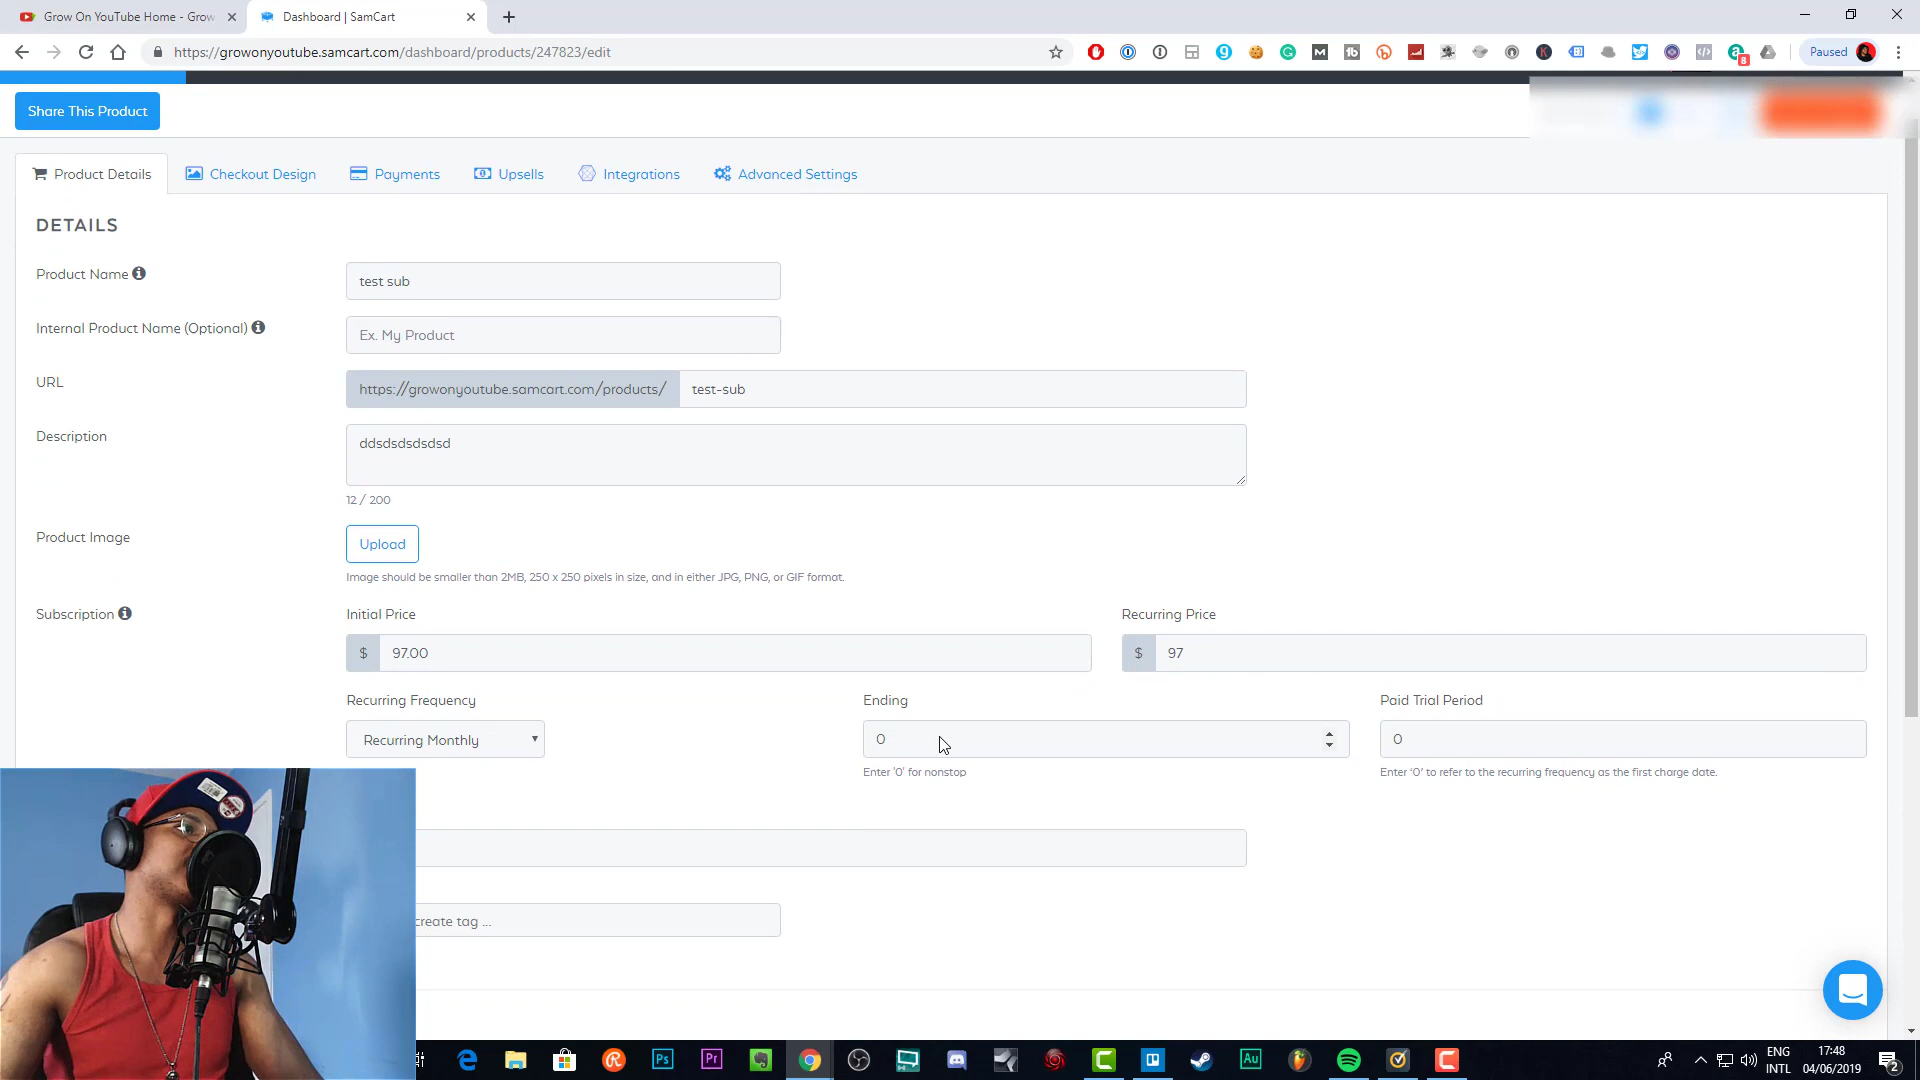 Grow On YouTube Home - Grow
Dashboard | SamCart
https://growonyoutube.samcart.com/dashboard/products/247823/edit
Paused
8
Share This Product
Product Details
Checkout Design
Payments
Upsells
Integrations
Advanced Settings
DETAILS
Product Name
test sub
Internal Product Name (Optional)
Ex. My Product
URL
https://growonyoutube.samcart.com/products/
test-sub
Description
ddsdsdsdsdsd
12 / 200
Product Image
Upload
Image should be smaller than 2MB, 250 x 250 pixels in size, and in either JPG, PNG, or GIF format.
Subscription
Initial Price
Recurring Price
$ 97.00
$ 97
Recurring Frequency
Ending
Paid Trial Period
Recurring Monthly
0
0
Enter '0' for nonstop
Enter '0' to refer to the recurring frequency as the first charge date.
create tag ...
Ps
Pr
Au
ENG
INTL
17:48
04/06/2019
2